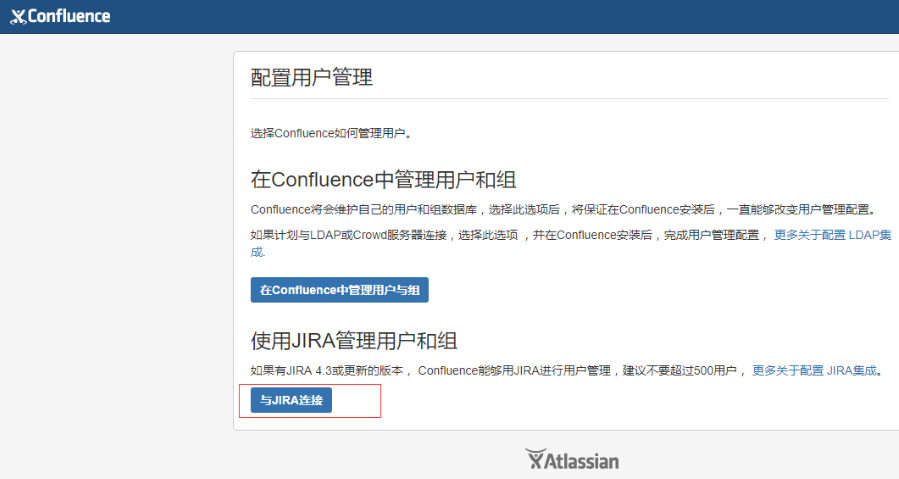 Confluence
配置用户管理
选择Confluence如何管理用户。
在Confluence中管理用户和组
Confluence将会维护自己的用户和组数据库，选择此选项后，将保证在Confluence安装后，一直能够改变用户管理配置。
如果计划与LDAP或Crowd服务器连接，选择此选项 ，并在Confluence安装后，完成用户管理配置， 更多关于配置 LDAP集
成.
在Confluence中管理用户与组
使用JIRA管理用户和组
如果有JIRA 4.3或更新的版本， Confluence能够用JIRA进行用户管理，建议不要超过500用户， 更多关于配置 JIRA集成。
与JIRA连接
Atlassian